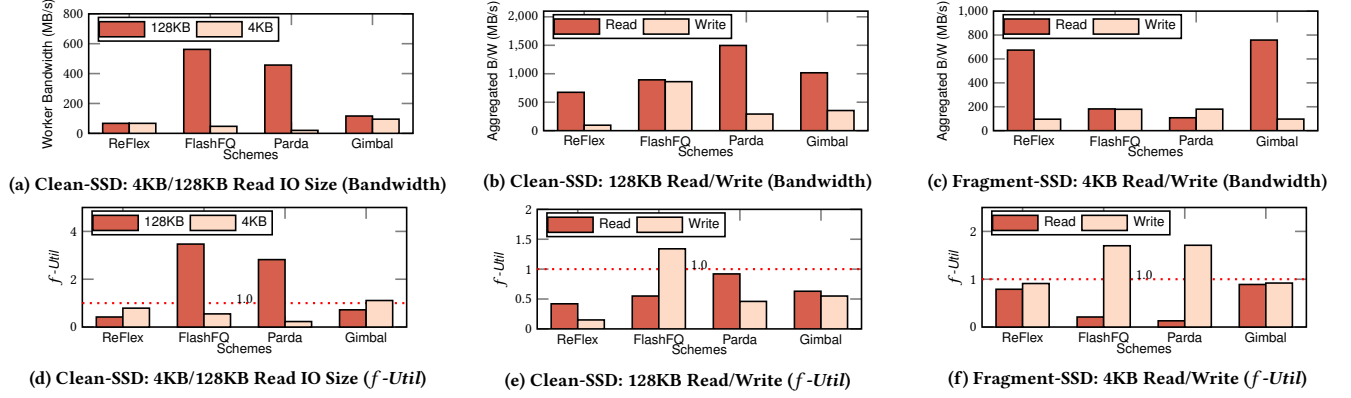 Worker Bandwidth (MB/s)
800
600
400
200
0
128KB
4KB
ReFlex
FlashFQ
Parda
Gimbal
Schemes
(a) Clean-SSD: 4KB/128KB Read IO Size (Bandwidth)
Aggregated B/W (MB/s)
2,000
1,500
1,000
500
0
Read
Write
ReFlex
FlashFQ
Parda
Gimbal
Schemes
(b) Clean-SSD: 128KB Read/Write (Bandwidth)
Aggregated B/W (MB/s)
1,000
800
600
400
200
0
Read
Write
ReFlex
FlashFQ
Parda
Gimbal
Schemes
(c) Fragment-SSD: 4KB Read/Write (Bandwidth)
f-Util
4
2
0
128KB
4KB
1.0
ReFlex
FlashFQ
Parda
Gimbal
Schemes
(d) Clean-SSD: 4KB/128KB Read IO Size (f-Util)
f-Util
2
1.5
1
0.5
0
Read
Write
1.0
ReFlex
FlashFQ
Parda
Gimbal
Schemes
(e) Clean-SSD: 128KB Read/Write (f-Util)
f-Util
2
1
0
Read
Write
1.0
ReFlex
FlashFQ
Parda
Gimbal
Schemes
(f) Fragment-SSD: 4KB Read/Write (f-Util)